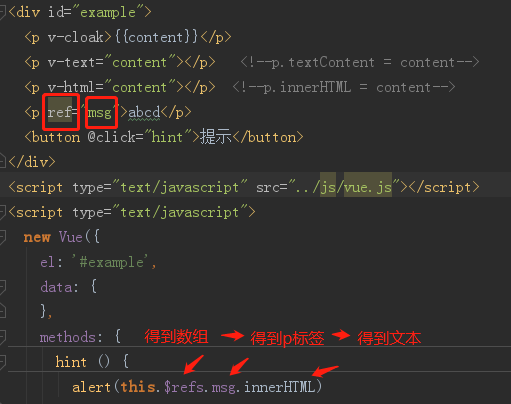 <div id="example">
<p v-cloak>{{content}}</p>
<p v-text="content"></p> <!--p.textContent = content-->
<p v-html="content"></p> <!--p.innerHTML = content-->
<p ref="msg">abcd</p>
<button @click="hint">提示</button>
</div>
<script type="text/javascript" src="../js/vue.js"></script>
<script type="text/javascript">
new Vue({
el: '#example',
data: {
},
methods: { 得到数组 得到p标签 得到文本
hint () {
alert(this.$refs.msg.innerHTML)